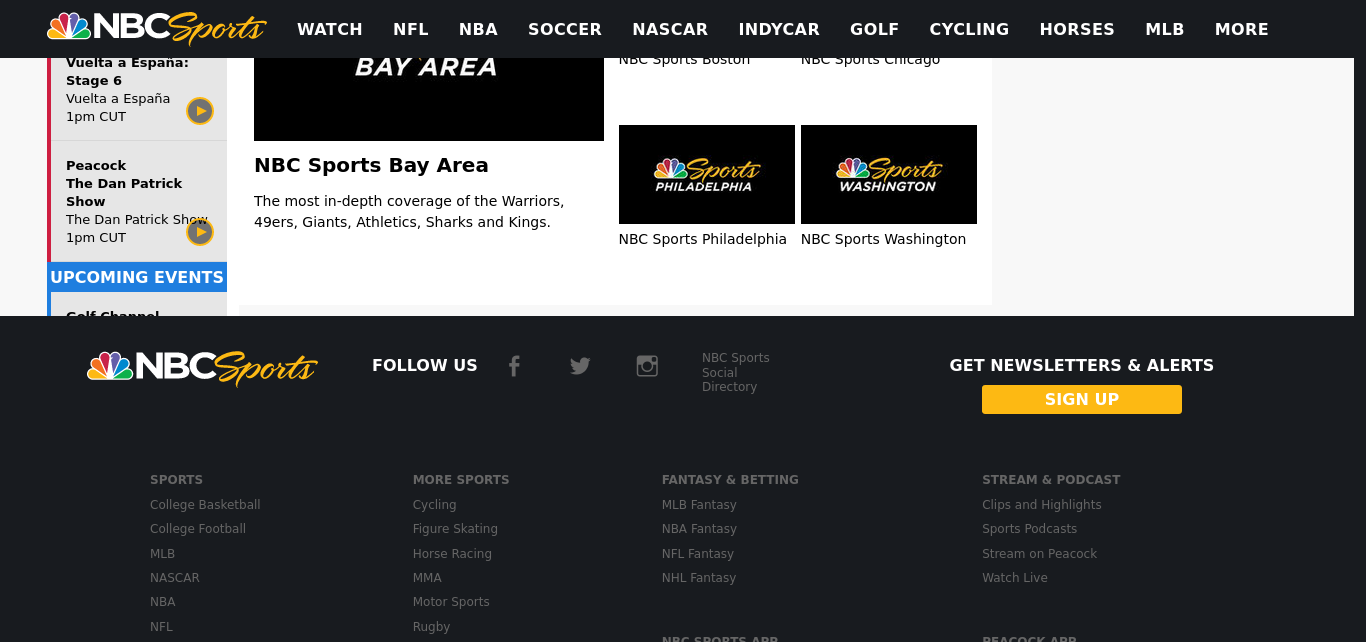 NBC Sports
WATCH
NFL
NBA
SOCCER
NASCAR
INDYCAR
GOLF
CYCLING
HORSES
MLB
MORE
Vuelta a España:
Stage 6
Vuelta a España
1pm CUT
Peacock
The Dan Patrick
Show
The Dan Patrick Show
1pm CUT
UPCOMING EVENTS
Golf Channel
BAY AREA
NBC Sports Bay Area
The most in-depth coverage of the Warriors,
49ers, Giants, Athletics, Sharks and Kings.
NBC Sports Boston
NBC Sports Chicago
Sports
PHILADELPHIA
NBC Sports Philadelphia
Sports
WASHINGTON
NBC Sports Washington
NBC Sports
FOLLOW US
NBC Sports
Social
Directory
GET NEWSLETTERS & ALERTS
SIGN UP
SPORTS
College Basketball
College Football
MLB
NASCAR
NBA
NFL
MORE SPORTS
Cycling
Figure Skating
Horse Racing
MMA
Motor Sports
Rugby
FANTASY & BETTING
MLB Fantasy
NBA Fantasy
NFL Fantasy
NHL Fantasy
NBC SPORTS APP
STREAM & PODCAST
Clips and Highlights
Sports Podcasts
Stream on Peacock
Watch Live
PEACOCK APP